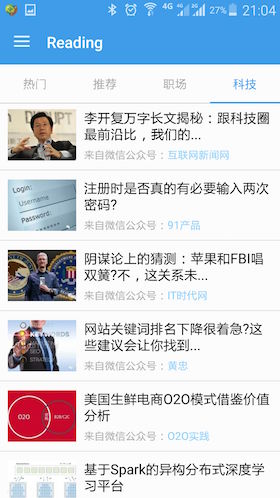 4G
27%
21:04
Reading
热门
推荐
职场
科技
李开复万字长文揭秘：跟科技圈
最前沿比，我们的...
来自微信公众号：互联网新闻网
Login:
Username
Password:
注册时是否真的有必要输入两次
密码?
来自微信公众号：91产品
阴谋论上的猜测：苹果和FBI唱
双簧?不，这关系未...
来自微信公众号：IT时代网
网站关键词排名下降很着急?这
些建议会让你找到...
来自微信公众号：黄忠
O2O
B2B/C2C
美国生鲜电商O2O模式借鉴价值
分析
来自微信公众号：O2O实践
基于Spark的异构分布式深度学
习平台